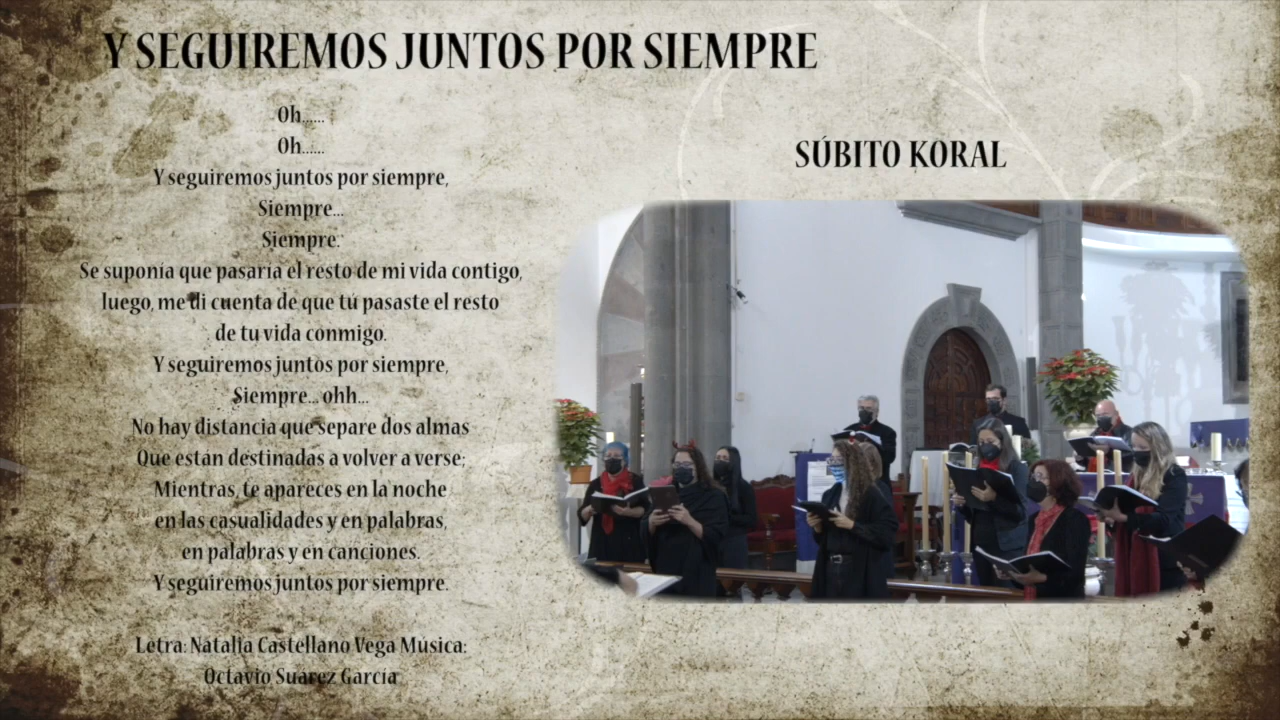 Y SEGUIREMOS JUNTOS POR SIEMPRE
Oh......
Oh......
Y seguiremos juntos por siempre,
Siempre...
Siempre.
Se suponía que pasaría el resto de mi vida contigo,
luego, me di cuenta de que tú pasaste el resto
de tu vida conmigo.
Y seguiremos juntos por siempre,
Siempre... ohh...
No hay distancia que separe dos almas
Que están destinadas a volver a verse;
Mientras, te apareces en la noche
en las casualidades y en palabras,
en palabras y en canciones.
Y seguiremos juntos por siempre.
Letra: Natalia Castellano Vega Música:
Octavio Suárez García
SÚBITO KORAL